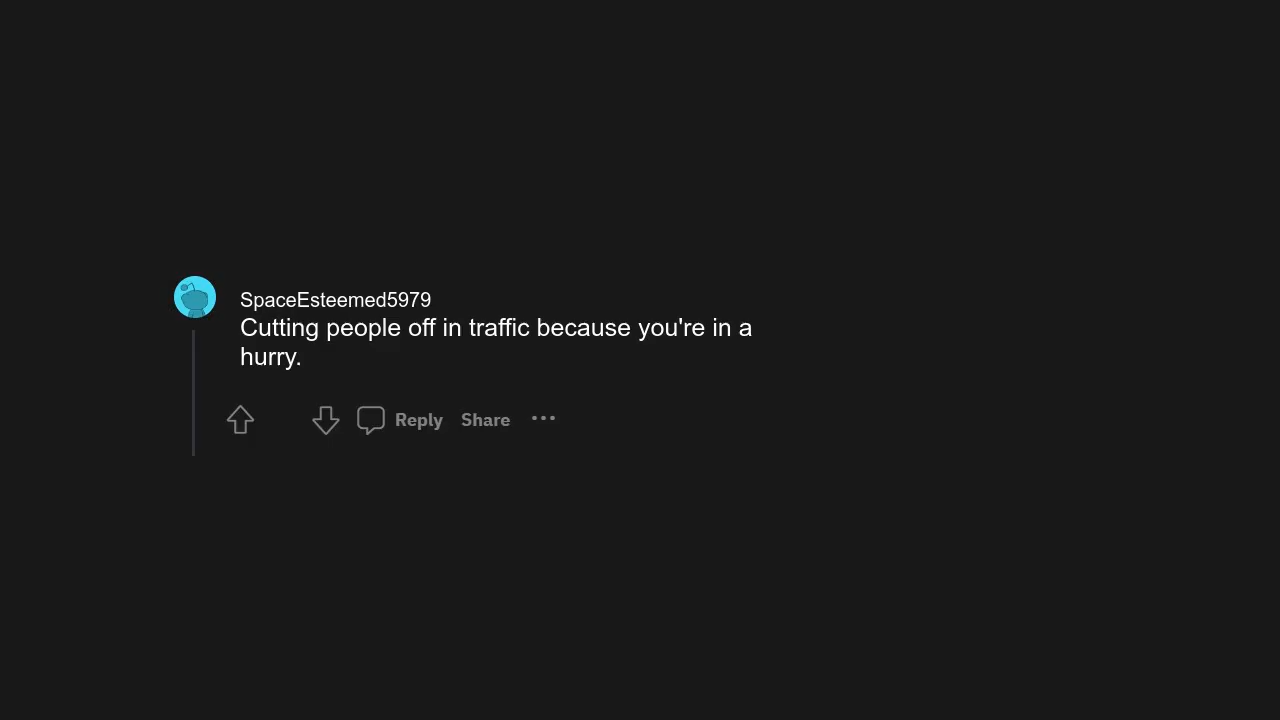 SpaceEsteemed5979
Cutting people off in traffic because you're in a
hurry.
Reply Share